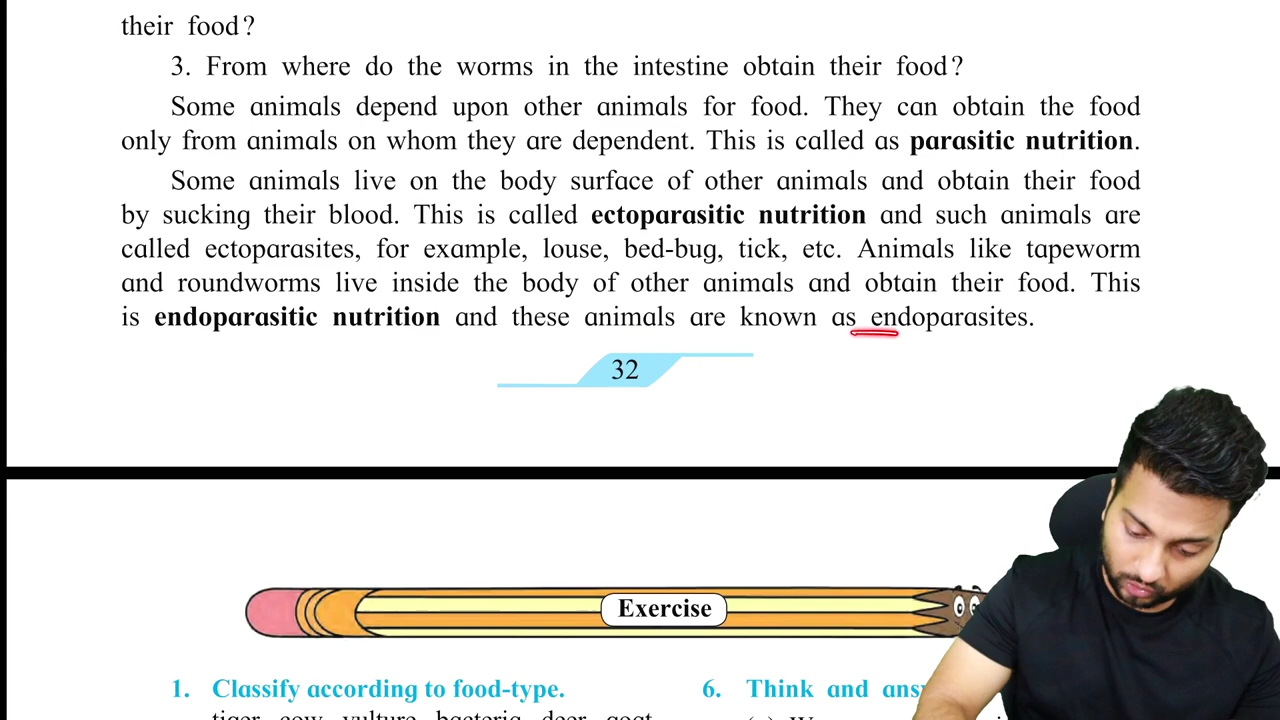 their food?
3. From where do the worms in the intestine obtain their food?
Some animals depend upon other animals for food. They can obtain the food
only from animals on whom they are dependent. This is called as parasitic nutrition.
Some animals live on the body surface of other animals and obtain their food
by sucking their blood. This is called ectoparasitic nutrition and such animals are
called ectoparasites, for example, louse, bed-bug, tick, etc. Animals like tapeworm
and roundworms live inside the body of other animals and obtain their food. This
is endoparasitic nutrition and these animals are known as endoparasites.
32
Exercise
1. Classify according to food-type.
tiger, cow, vulture, bacteria, deer, goat,
6. Think and